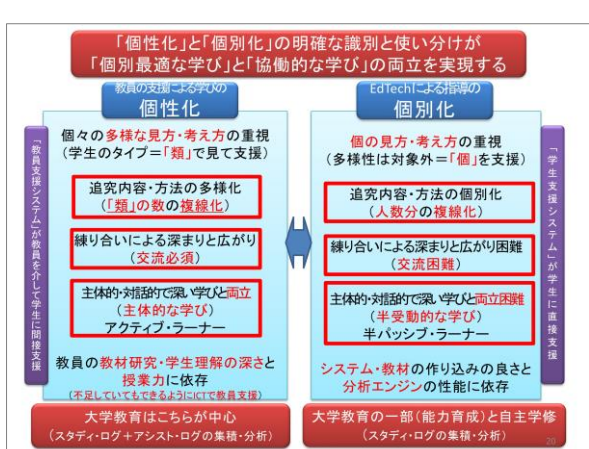 「個性化」と「個別化」の明確な識別と使い分けが
「個別最適な学び」と「協働的な学び」の両立を実現する
教員の支援による学びの
個性化
個々の多様な見方・考え方の重視
(学生のタイプ=「類」で見て支援)
追究内容・方法の多様化
(「類」の数の複線化)
練り合いによる深まりと広がり
(交流必須)
主体的・対話的で深い学びと両立
(主体的な学び)
アクティブ・ラーナー
教員の教材研究・学生理解の深さと
授業力に依存
(不足していてもできるようにICTで教員支援)
「教員支援システム」が教員を介して学生に間接支援
大学教育はこちらが中心
(スタディ・ログ+アシスト・ログの集積・分析)
EdTechによる指導の
個別化
個の見方・考え方の重視
(多様性は対象外=「個」を支援)
追究内容・方法の個別化
(人数分の複線化)
練り合いによる深まりと広がり困難
(交流困難)
主体的・対話的で深い学びと両立困難
(半受動的な学び)
半パッシブ・ラーナー
システム・教材の作り込みの良さと
分析エンジンの性能に依存
「学生支援システム」が学生に直接支援
大学教育の一部(能力育成)と自主学修
(スタディ・ログの集積・分析)
20